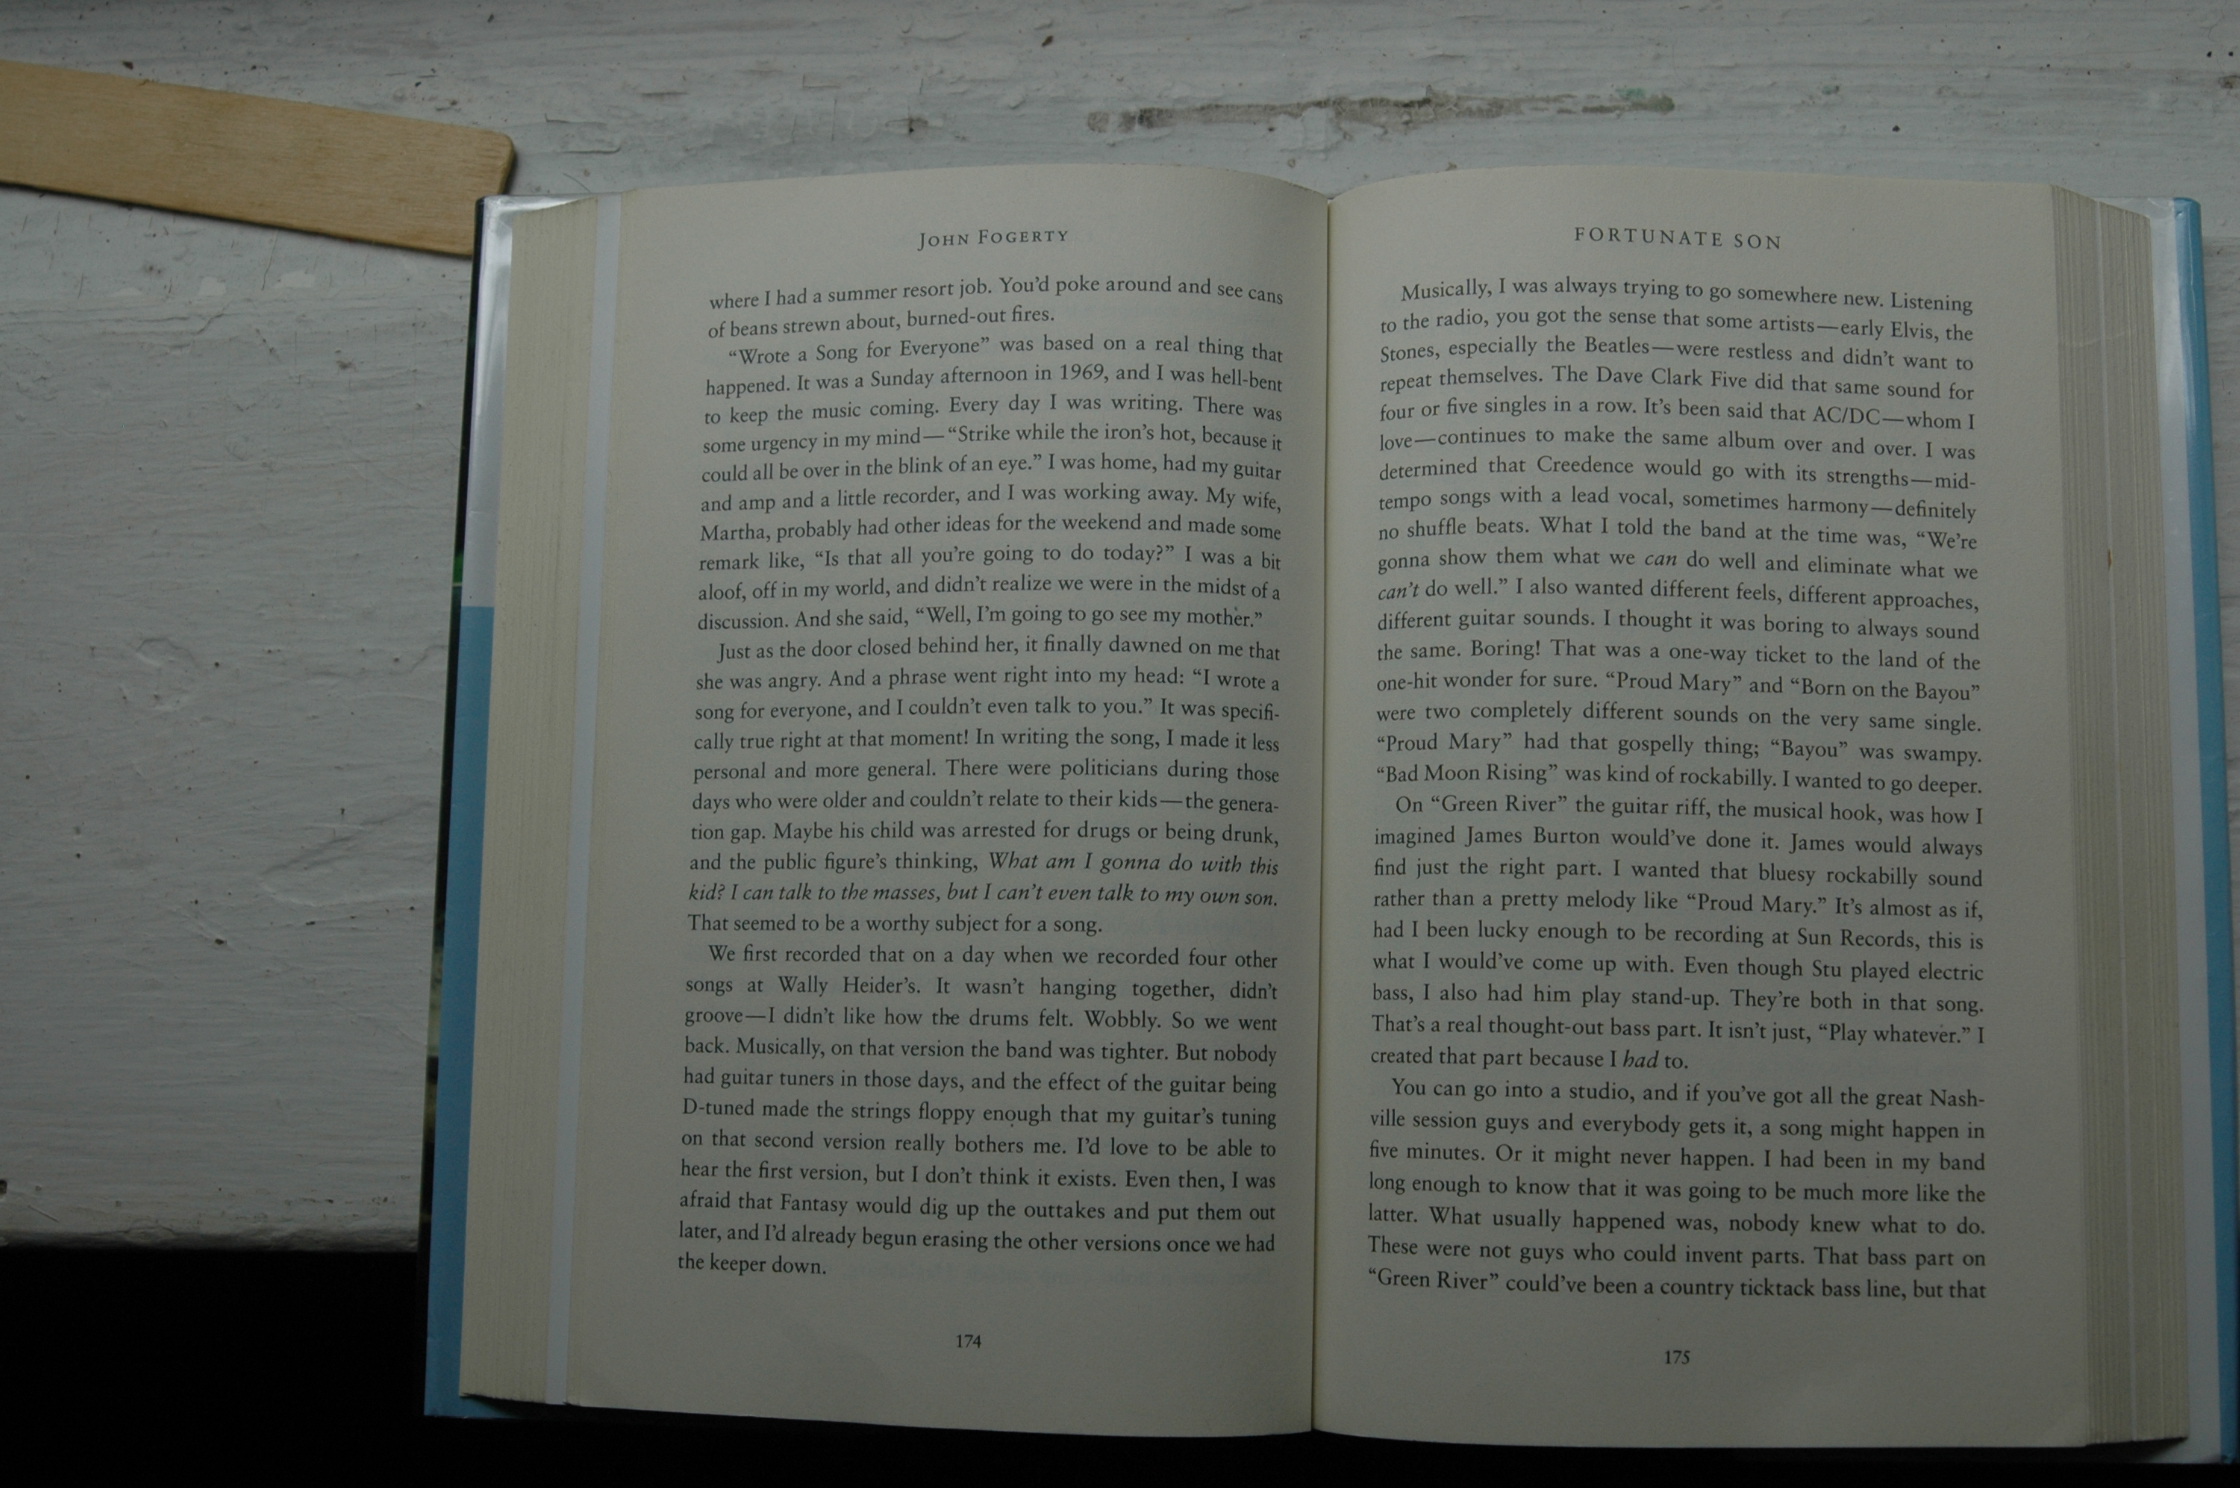 JOHN FOGERTY
where I had a summer resort job. You'd poke around and see cans
of beans strewn about, burned-out fires.
“Wrote a Song for Everyone” was based on a real thing that
happened. It was a Sunday afternoon in 1969, and I was hell-bent
to keep the music coming. Every day I was writing. There was
some urgency in my mind—“Strike while the iron's hot, because it
could all be over in the blink of an eye.” I was home, had my guitar
and amp and a little recorder, and I was working away. My wife,
Martha, probably had other ideas for the weekend and made some
remark like, “Is that all you're going to do today?” I was a bit
aloof, off in my world, and didn't realize we were in the midst of a
discussion. And she said, “Well, I'm going to go see my mother.”
Just as the door closed behind her, it finally dawned on me that
she was angry. And a phrase went right into my head: “I wrote a
song for everyone, and I couldn't even talk to you.” It was specifi-
cally true right at that moment! In writing the song, I made it less
personal and more general. There were politicians during those
days who were older and couldn't relate to their kids—the genera-
tion gap. Maybe his child was arrested for drugs or being drunk,
and the public figure's thinking, What am I gonna do with this
kid? I can talk to the masses, but I can't even talk to my own son.
That seemed to be a worthy subject for a song.
We first recorded that on a day when we recorded four other
songs at Wally Heider's. It wasn't hanging together, didn't
groove—I didn't like how the drums felt. Wobbly. So we went
back. Musically, on that version the band was tighter. But nobody
had guitar tuners in those days, and the effect of the guitar being
D-tuned made the strings floppy enough that my guitar's tuning
on that second version really bothers me. I'd love to be able to
hear the first version, but I don't think it exists. Even then, I was
afraid that Fantasy would dig up the outtakes and put them out
later, and I'd already begun erasing the other versions once we had
the keeper down.
174
FORTUNATE SON
Musically, I was always trying to go somewhere new. Listening
to the radio, you got the sense that some artists—early Elvis, the
Stones, especially the Beatles—were restless and didn't want to
repeat themselves. The Dave Clark Five did that same sound for
four or five singles in a row. It's been said that AC/DC—whom I
love—continues to make the same album over and over. I was
determined that Creedence would go with its strengths—mid-
tempo songs with a lead vocal, sometimes harmony—definitely
no shuffle beats. What I told the band at the time was, “We're
gonna show them what we can do well and eliminate what we
can't do well.” I also wanted different feels, different approaches,
different guitar sounds. I thought it was boring to always sound
the same. Boring! That was a one-way ticket to the land of the
one-hit wonder for sure. “Proud Mary” and “Born on the Bayou”
were two completely different sounds on the very same single.
“Proud Mary” had that gospelly thing; “Bayou” was swampy.
“Bad Moon Rising” was kind of rockabilly. I wanted to go deeper.
On “Green River” the guitar riff, the musical hook, was how I
imagined James Burton would've done it. James would always
find just the right part. I wanted that bluesy rockabilly sound
rather than a pretty melody like “Proud Mary.” It's almost as if,
had I been lucky enough to be recording at Sun Records, this is
what I would've come up with. Even though Stu played electric
bass, I also had him play stand-up. They're both in that song.
That's a real thought-out bass part. It isn't just, “Play whatever.” I
created that part because I had to.
You can go into a studio, and if you've got all the great Nash-
ville session guys and everybody gets it, a song might happen in
five minutes. Or it might never happen. I had been in my band
long enough to know that it was going to be much more like the
latter. What usually happened was, nobody knew what to do.
These were not guys who could invent parts. That bass part on
“Green River” could've been a country ticktack bass line, but that
175